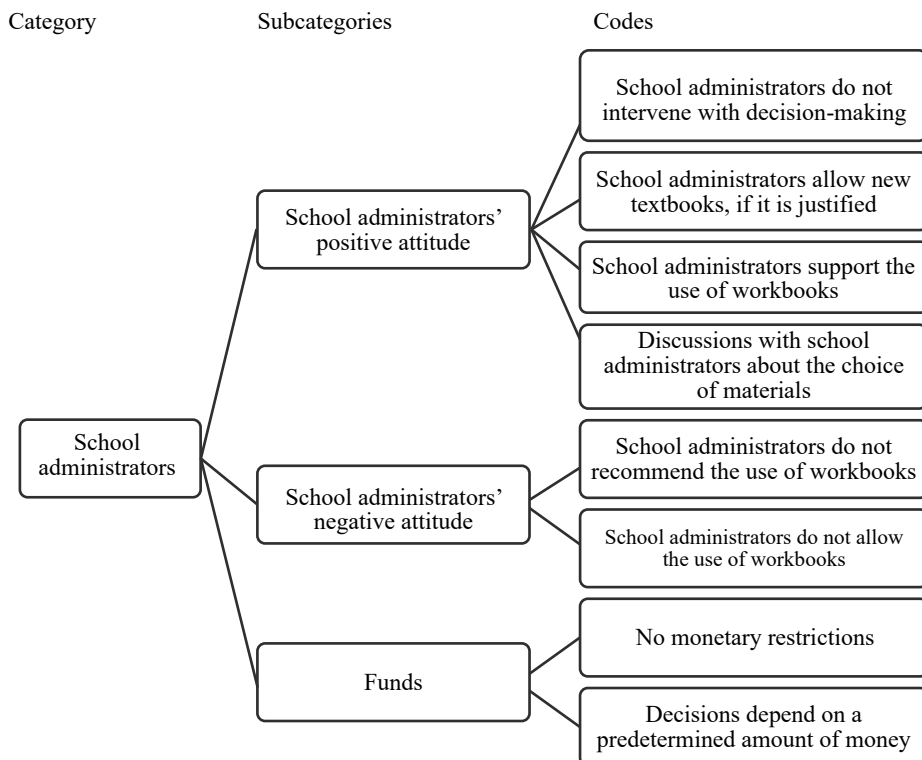 Category
Subcategories
Codes
School administrators do not
intervene with decision-making
School administrators allow new
textbooks, if it is justified
School administrators’
positive attitude
School administrators support the
use of workbooks
Discussions with school
administrators about the choice
of materials
School
administrators
School administrators do not
recommend the use of workbooks
School administrators’
negative attitude
School administrators do not allow
the use of workbooks
No monetary restrictions
Funds
Decisions depend on a
predetermined amount of money